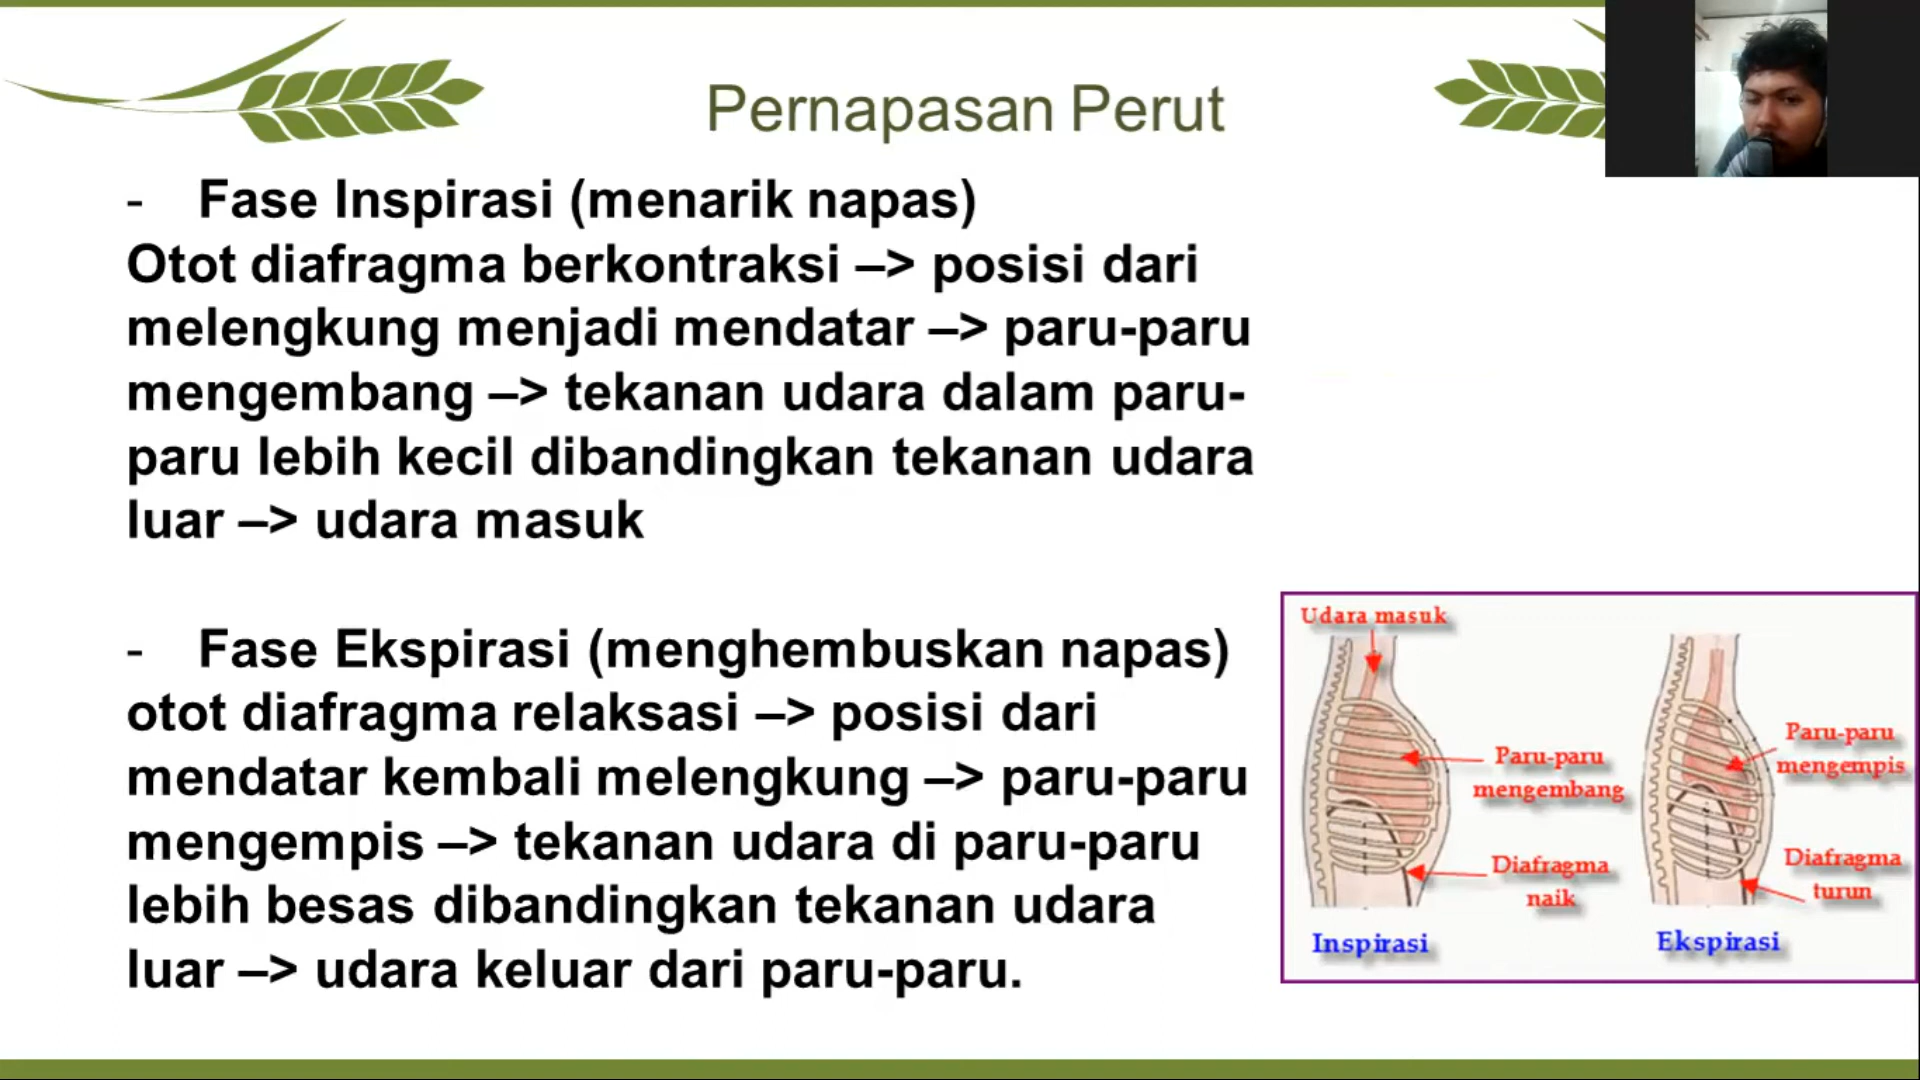 Pernapasan Perut
- Fase Inspirasi (menarik napas)
Otot diafragma berkontraksi –> posisi dari
melengkung menjadi mendatar –> paru-paru
mengembang –> tekanan udara dalam paru-
paru lebih kecil dibandingkan tekanan udara
luar –> udara masuk
- Fase Ekspirasi (menghembuskan napas)
otot diafragma relaksasi –> posisi dari
mendatar kembali melengkung –> paru-paru
mengempis –> tekanan udara di paru-paru
lebih besas dibandingkan tekanan udara
luar –> udara keluar dari paru-paru.
Udara masuk
Paru-paru
mengembang
Diafragma
naik
Inspirasi
Paru-paru
mengempis
Diafragma
turun
Ekspirasi